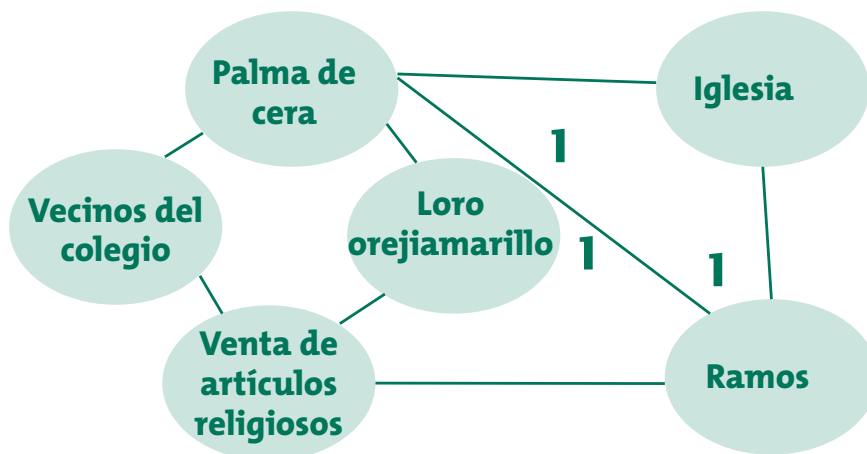 Palma de
cera
Iglesia
1
Vecinos del
colegio
Loro
orejiamarillo
1
1
Venta de
artículos
religiosos
Ramos